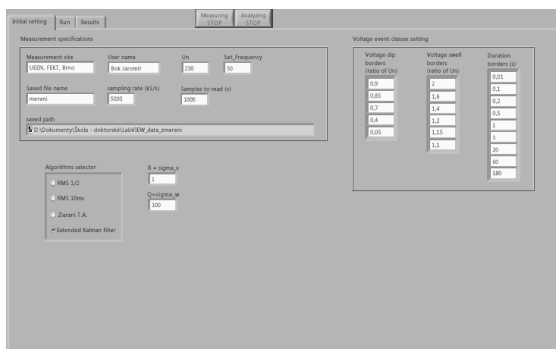 Measuring STOP
Analyzing STOP
Initial setting
Run
Results
Measurement specifications
Measurement site
UEEN, FEKT, Brno
User name
Bok Jaromír
Un
230
Set_Frequency
50
Saved file name
mereni
sampling rate (kS/s)
5000
Samples to read (s)
1000
saved path
D:\Dokumenty\Škola - doktorské\LabVIEW_data_zmereni
Algorithms selector
RMS 1/2
RMS 10ms
Ziarani T.A.
Extended Kalman filter
R = sigma_v
1
Q=sigma_w
100
Voltage event classes setting
Voltage dip
borders
(ratio of Un)
0,9
0,85
0,7
0,4
0,05
Voltage swell
borders
(ratio of Un)
2
1,6
1,4
1,2
1,15
1,1
Duration
borders (s)
0,01
0,1
0,2
0,5
1
3
20
60
180